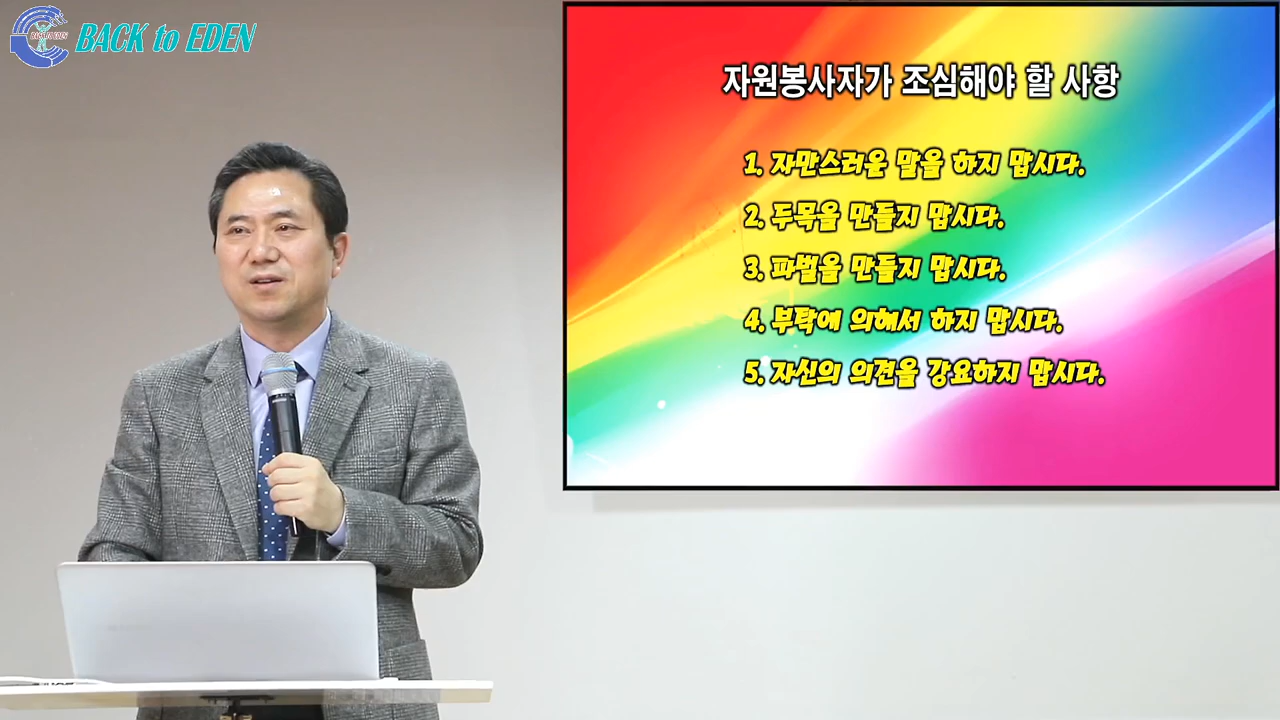 BACK to EDEN
BACK TO EDEN
자원봉사자가 조심해야 할 사항
1. 자만스러운 말을 하지 맙시다.
2. 두목을 만들지 맙시다.
3. 파벌을 만들지 맙시다.
4. 부탁에 의해서 하지 맙시다.
5. 자신의 의견을 강요하지 맙시다.